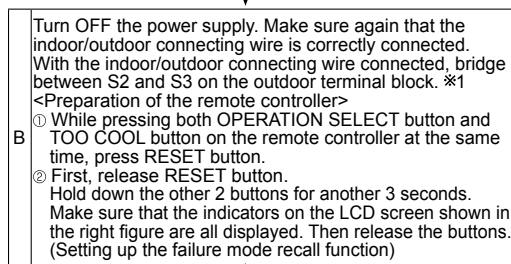 Turn OFF the power supply. Make sure again that the
indoor/outdoor connecting wire is correctly connected.
With the indoor/outdoor connecting wire connected, bridge
between S2 and S3 on the outdoor terminal block. ※1
<Preparation of the remote controller>
① While pressing both OPERATION SELECT button and
B TOO COOL button on the remote controller at the same
time, press RESET button.
② First, release RESET button.
Hold down the other 2 buttons for another 3 seconds.
Make sure that the indicators on the LCD screen shown in
the right figure are all displayed. Then release the buttons.
(Setting up the failure mode recall function)